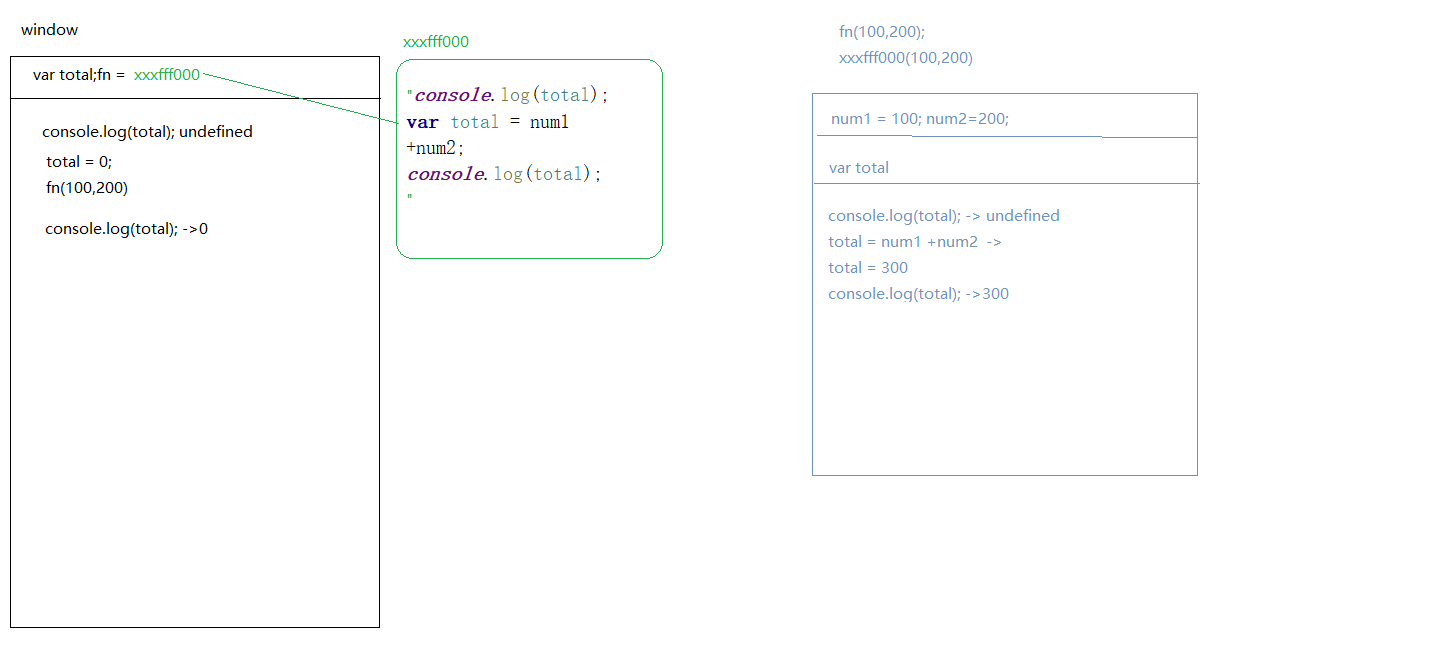 window
var total;fn = xxxfff000
console.log(total); undefined
total = 0;
fn(100,200)
console.log(total); ->0
xxxfff000
"console.log(total);
var total = num1
+num2;
console.log(total);
"
fn(100,200);
xxxfff000(100,200)
num1 = 100; num2=200;
var total
console.log(total); -> undefined
total = num1 +num2 ->
total = 300
console.log(total); ->300